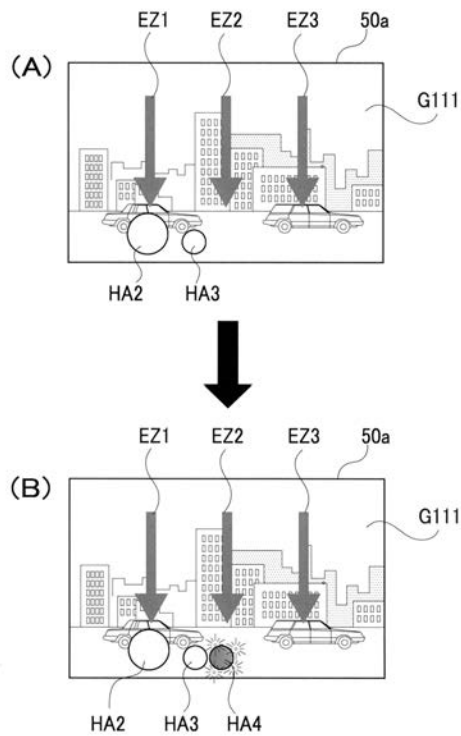 EZ1 EZ2 EZ3 50a
(A)
G111
HA2 HA3
EZ1 EZ2 EZ3 50a
(B)
G111
HA2 HA3 HA4